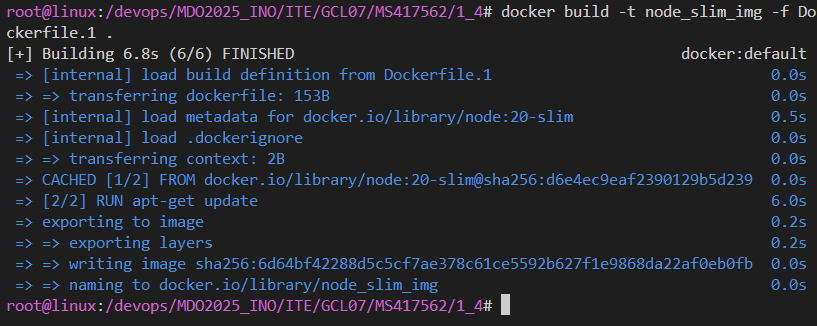 root@linux:/devops/MDO2025_INO/ITE/GCL07/MS417562/1_4# docker build -t node_slim_img -f Do
ckerfile.1 .
[+] Building 6.8s (6/6) FINISHED docker:default
=> [internal] load build definition from Dockerfile.1 0.0s
=> => transferring dockerfile: 153B 0.0s
=> [internal] load metadata for docker.io/library/node:20-slim 0.5s
=> [internal] load .dockerignore 0.0s
=> => transferring context: 2B 0.0s
=> CACHED [1/2] FROM docker.io/library/node:20-slim@sha256:d6e4ec9eaf2390129b5d239 0.0s
=> [2/2] RUN apt-get update 6.0s
=> exporting to image 0.2s
=> => exporting layers 0.2s
=> => writing image sha256:6d64bf42288d5c5cf7ae378c61ce5592b627f1e9868da22af0eb0fb 0.0s
=> => naming to docker.io/library/node_slim_img 0.0s
root@linux:/devops/MDO2025_INO/ITE/GCL07/MS417562/1_4#